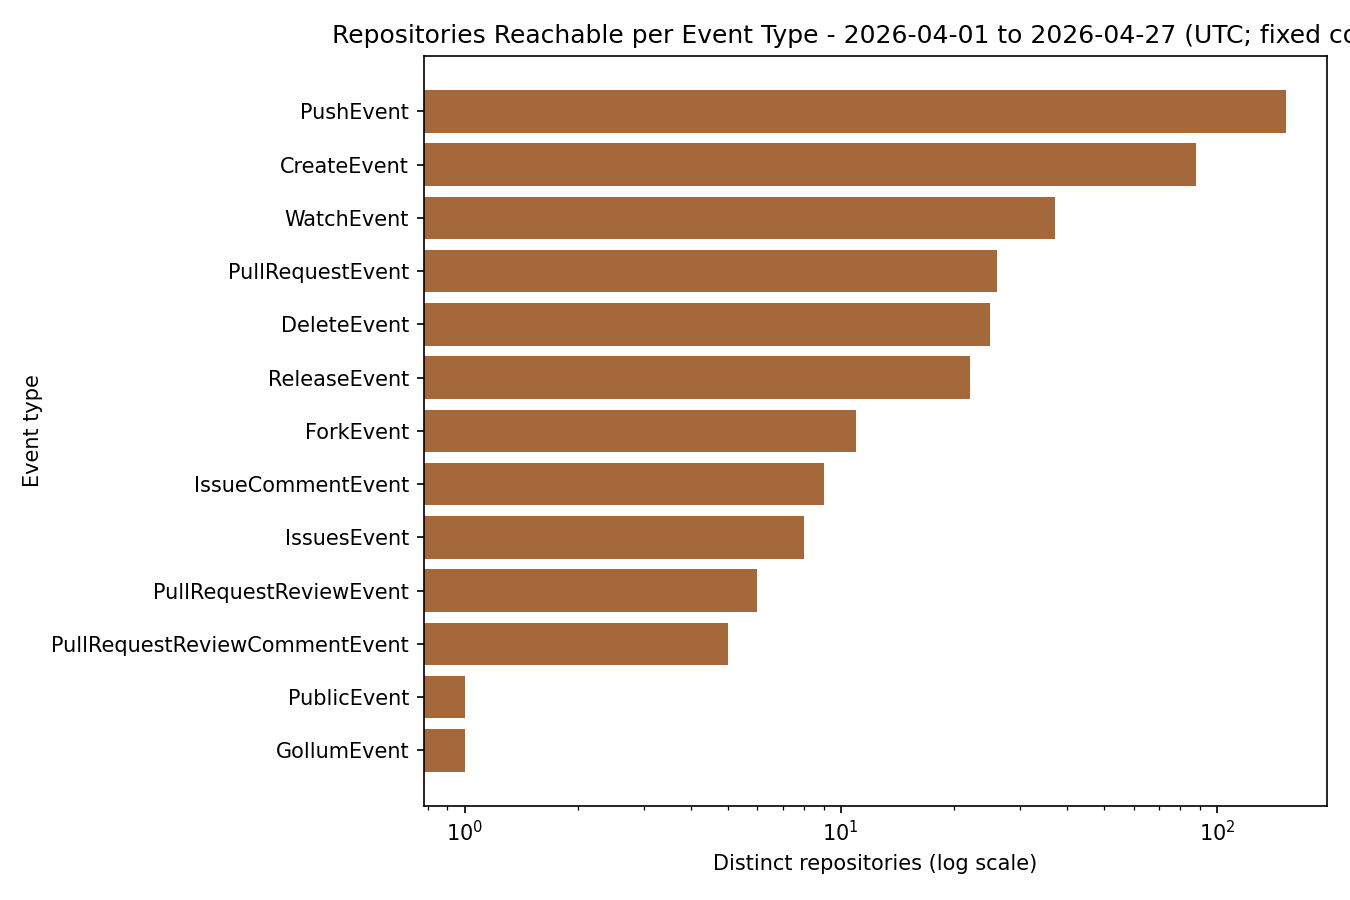 Repositories Reachable per Event Type - 2026-04-01 to 2026-04-27 (UTC; fixed co
PushEvent
CreateEvent
WatchEvent
PullRequestEvent
DeleteEvent
ReleaseEvent
ForkEvent
IssueCommentEvent
IssuesEvent
PullRequestReviewEvent
PullRequestReviewCommentEvent
PublicEvent
GollumEvent
Event type
10⁰ 10¹ 10²
Distinct repositories (log scale)